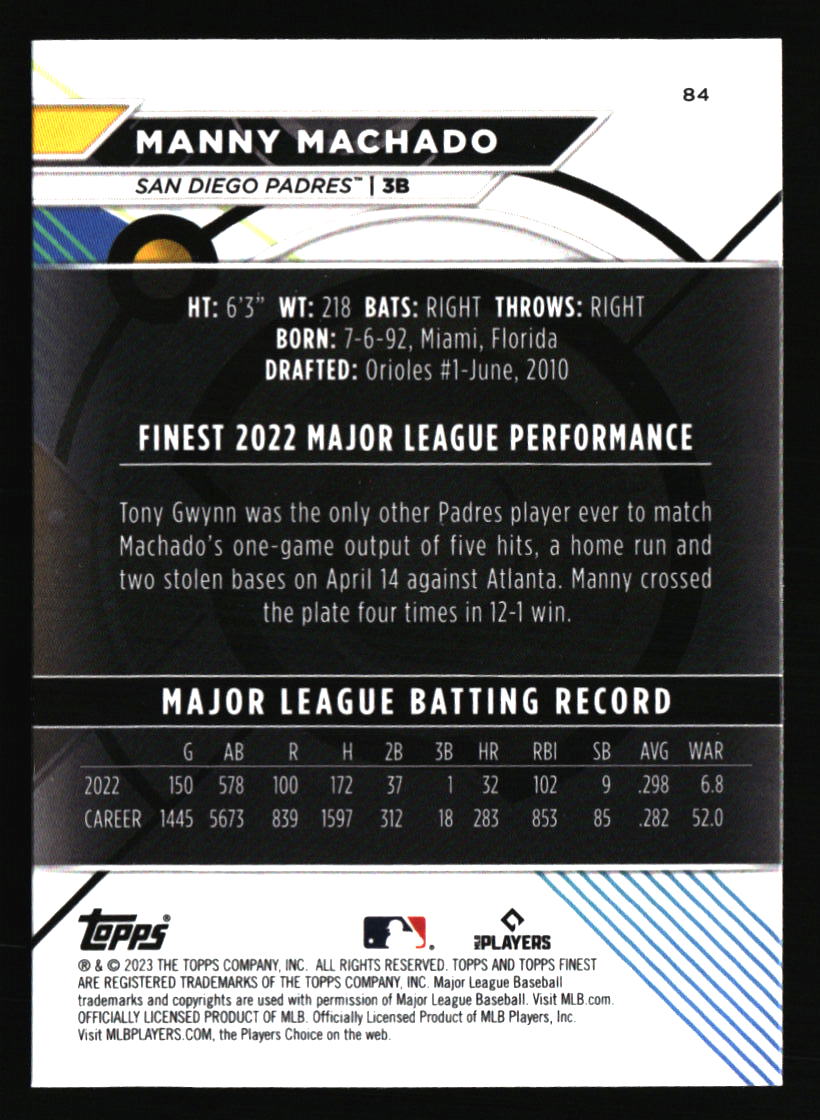 84
MANNY MACHADO
SAN DIEGO PADRES™ | 3B
HT: 6'3" WT: 218 BATS: RIGHT THROWS: RIGHT
BORN: 7-6-92, Miami, Florida
DRAFTED: Orioles #1-June, 2010
FINEST 2022 MAJOR LEAGUE PERFORMANCE
Tony Gwynn was the only other Padres player ever to match
Machado's one-game output of five hits, a home run and
two stolen bases on April 14 against Atlanta. Manny crossed
the plate four times in 12-1 win.
MAJOR LEAGUE BATTING RECORD
G AB R H 2B 3B HR RBI SB AVG WAR
2022 150 578 100 172 37 1 32 102 9 .298 6.8
CAREER 1445 5673 839 1597 312 18 283 853 85 .282 52.0
topps® ® MLB PLAYERS
® & © 2023 THE TOPPS COMPANY, INC. ALL RIGHTS RESERVED. TOPPS AND TOPPS FINEST
ARE REGISTERED TRADEMARKS OF THE TOPPS COMPANY, INC. Major League Baseball
trademarks and copyrights are used with permission of Major League Baseball. Visit MLB.com.
OFFICIALLY LICENSED PRODUCT OF MLB. Officially Licensed Product of MLB Players, Inc.
Visit MLBPLAYERS.COM, the Players Choice on the web.